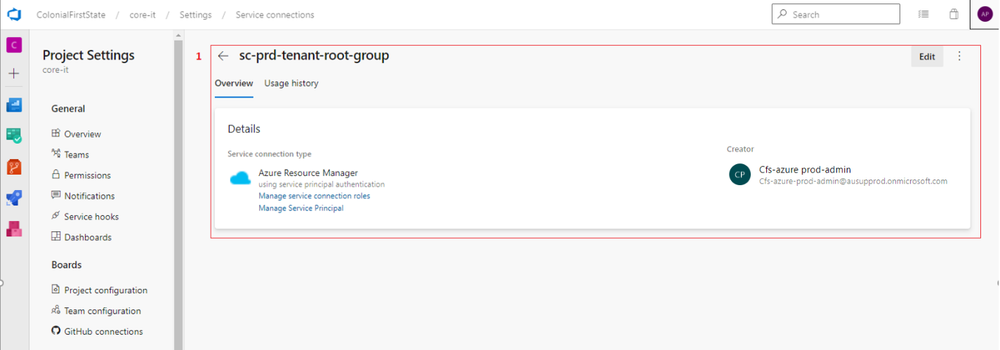 ColonialFirstState / core-it / Settings / Service connections
Search
AP
C
Project Settings
core-it
General
Overview
Teams
Permissions
Notifications
Service hooks
Dashboards
Boards
Project configuration
Team configuration
GitHub connections
1
sc-prd-tenant-root-group
Edit
Overview Usage history
Details
Service connection type
Azure Resource Manager
using service principal authentication
Manage service connection roles
Manage Service Principal
Creator
CP
Cfs-azure prod-admin
Cfs-azure-prod-admin@ausupprod.onmicrosoft.com